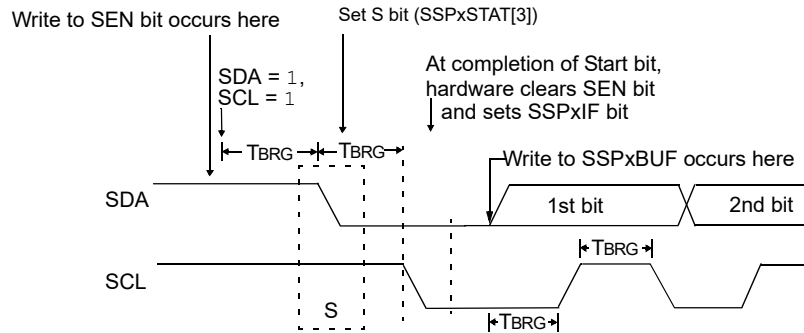 Write to SEN bit occurs here
Set S bit (SSPxSTAT[3])
SDA = 1,
SCL = 1
At completion of Start bit,
hardware clears SEN bit
and sets SSPxIF bit
TBRG
TBRG
Write to SSPxBUF occurs here
SDA
1st bit
2nd bit
TBRG
SCL
S
TBRG